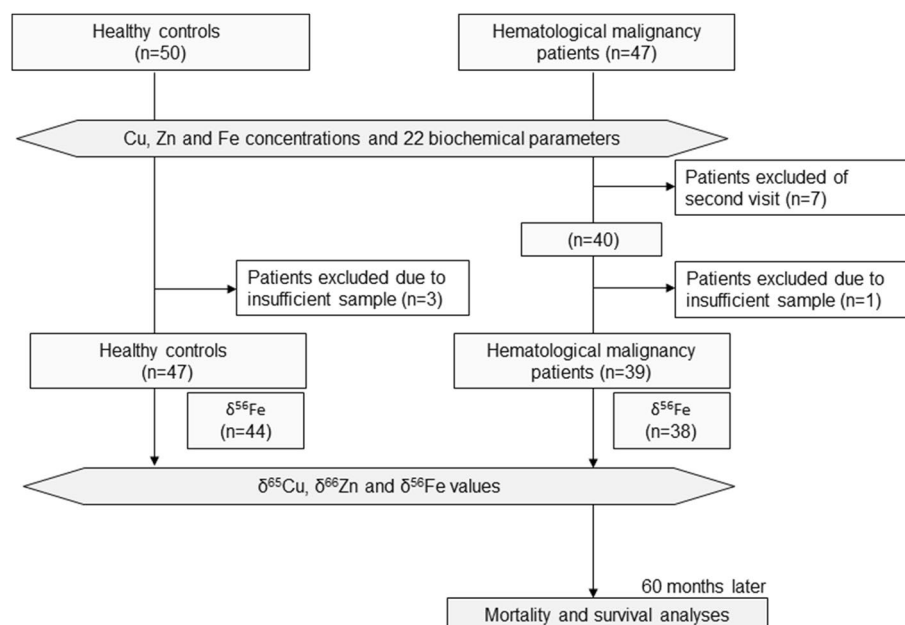 Healthy controls
(n=50)
Hematological malignancy
patients (n=47)
Cu, Zn and Fe concentrations and 22 biochemical parameters
Patients excluded of
second visit (n=7)
(n=40)
Patients excluded due to
insufficient sample (n=3)
Patients excluded due to
insufficient sample (n=1)
Healthy controls
(n=47)
Hematological malignancy
patients (n=39)
δ⁵⁶Fe
(n=44)
δ⁵⁶Fe
(n=38)
δ⁶⁵Cu, δ⁶⁶Zn and δ⁵⁶Fe values
60 months later
Mortality and survival analyses